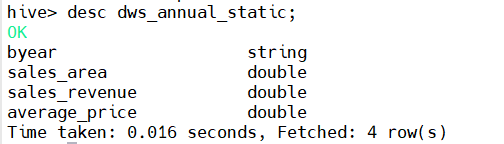 hive> desc dws_annual_static;
OK
byear                   string
sales_area              double
sales_revenue           double
average_price           double
Time taken: 0.016 seconds, Fetched: 4 row(s)